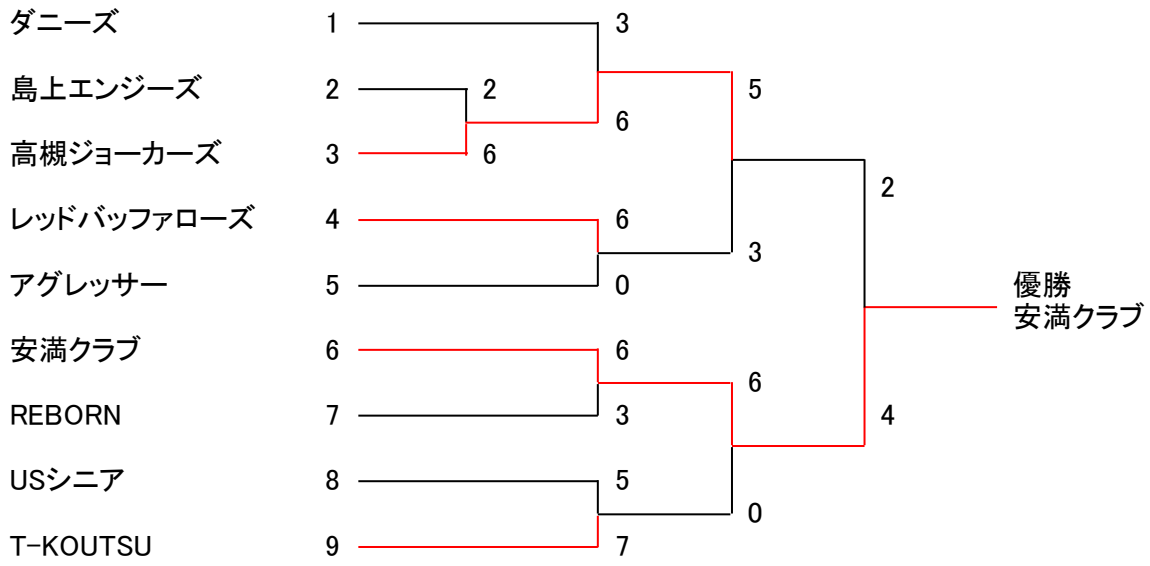 ダニーズ 1 3
島上エンジーズ 2 2 5
6
高槻ジョーカーズ 3 6
2
レッドバッファローズ 4 6
3
アグレッサー 5 0
優勝
安満クラブ
安満クラブ 6 6
6
REBORN 7 3 4
USシニア 8 5
0
T-KOUTSU 9 7